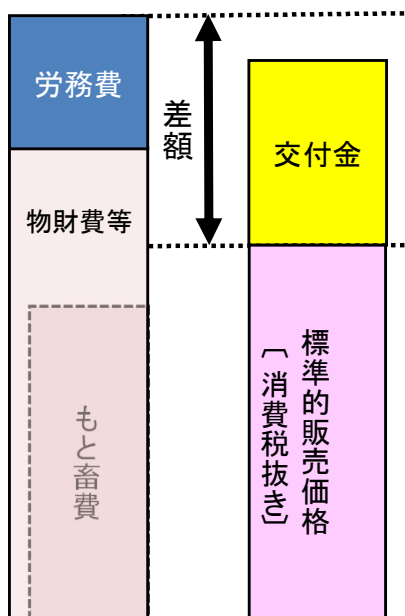 労務費
差額
交付金
物財費等
標準的販売価格
〔消費税抜き〕
もと畜費